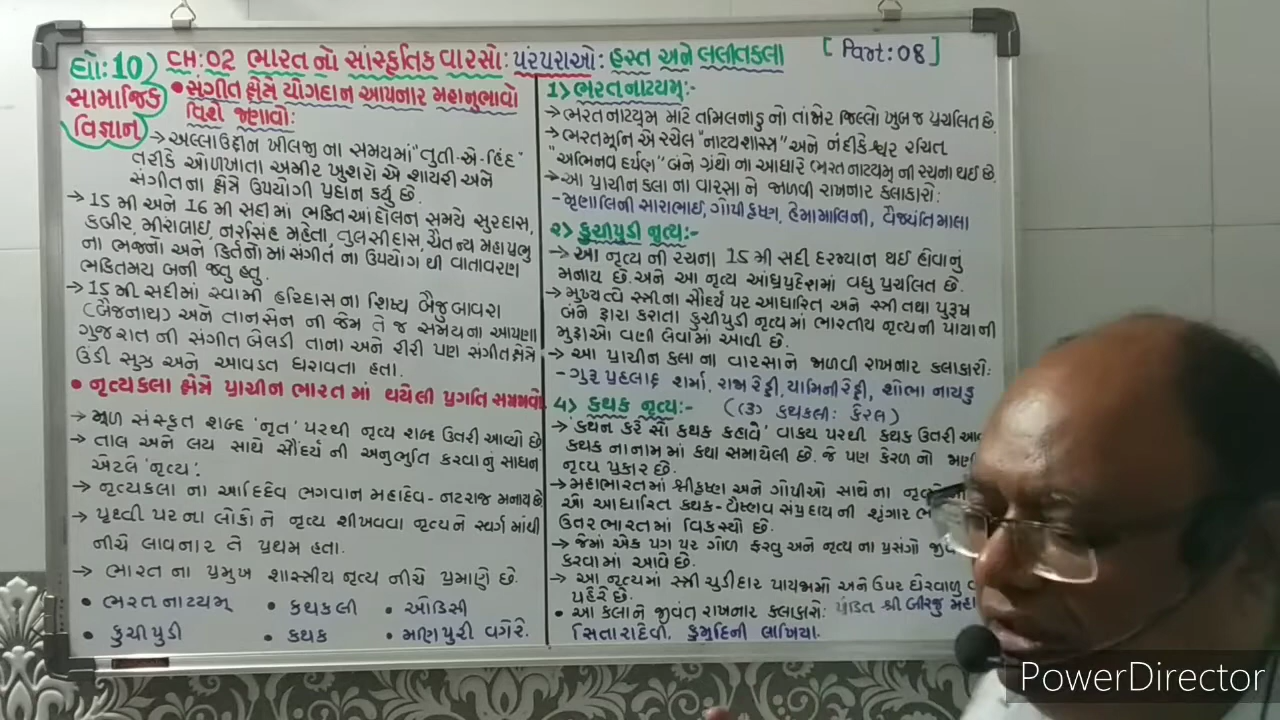 ધો: 10)
સામાજિક
વિજ્ઞાન
CH: 02 ભારત નો સાંસ્કૃતિક વારસો: પરંપરાઓ: હસ્ત અને લલીતકલા
[ Part: 08 ]
• સંગીત ક્ષેત્રે યોગદાન આપનાર મહાનુભાવો
વિશે જણાવો:
→ અલ્લાઉદ્દીન ખીલજી ના સમયમાં "તુતી-એ-હિંદ"
તરીકે ઓળખાતા અમીર ખુશરો એ શાયરી અને
સંગીતના ક્ષેત્રે ઉપયોગી પ્રદાન કર્યુ છે.
→ 15 મી અને 16 મી સદી માં ભક્તિ આંદોલન સમયે સુરદાસ,
કબીર, મીરાબાઇ, નરસિંહ મહેતા, તુલસીદાસ, ચૈતન્ય મહાપ્રભુ
ના ભજનો અને કિર્તનો માં સંગીત ના ઉપયોગ થી વાતાવરણ
ભક્તિમય બની જતુ હતુ.
→ 15 મી સદીમાં સ્વામી હરિદાસ ના શિષ્ય બૈજુ બાવરા
(બૈજનાથ) અને તાનસેન ની જેમ તે જ સમયના આપણા
ગુજરાત ની સંગીત બેલડી તાના અને રીરી પણ સંગીત ક્ષેત્રે
ઉંડી સુઝ અને આવડત ધરાવતા હતા.
• નૃત્યકલા ક્ષેત્રે પ્રાચીન ભારત માં થયેલી પ્રગતિ સમજાવો.
→ મૂળ સંસ્કૃત શબ્દ 'નૃત' પરથી નૃત્ય શબ્દ ઉતરી આવ્યો છે
→ તાલ અને લય સાથે સૌંદર્ય ની અનુભુતિ કરવાનું સાધન
એટલે 'નૃત્ય'.
→ નૃત્યકલા ના આદિદેવ ભગવાન મહાદેવ - નટરાજ મનાય છે
→ પૃથ્વી પર ના લોકો ને નૃત્ય શીખવવા નૃત્ય ને સ્વર્ગ માંથી
નીચે લાવનાર તે પ્રથમ હતા.
→ ભારત ના પ્રમુખ શાસ્ત્રીય નૃત્ય નીચે પ્રમાણે છે.
• ભરતનાટ્યમ્ • કથકલી • ઓડિસી
• કુચીપુડી • કથક • મણિપુરી વગેરે.
1> ભરતનાટ્યમ્:-
→ ભરતનાટ્યમ્ માટે તમિલનાડુ નો તાંજોર જિલ્લો ખુબ જ પ્રચલિત છે.
→ ભરતમૂનિ એ રચેલ "નાટ્યશાસ્ત્ર" અને નંદીકેશ્વર રચિત
"અભિનવ દર્પણ" બંને ગ્રંથો ના આધારે ભરતનાટ્યમ્ ની રચના થઇ છે.
→ આ પ્રાચીન કલા ના વારસા ને જાળવી રાખનાર કલાકારો:
- મૃણાલિની સારાભાઇ, ગોપી કૃષ્ણ, હેમામાલિની, વૈજયંતિ માલા
૨> કુચીપુડી નૃત્ય:-
→ આ નૃત્ય ની રચના 15 મી સદી દરમ્યાન થઇ હોવાનું
મનાય છે. અને આ નૃત્ય આંધ્રપ્રદેશમાં વધુ પ્રચલિત છે.
→ મુખ્યત્વે સ્ત્રીના સૌંદર્ય પર આધારિત અને સ્ત્રી તથા પુરૂષ
બંને દ્વારા કરાતા કુચીપુડી નૃત્યમાં ભારતીય નૃત્યની પાયાની
મુદ્રાઓ વણી લેવામાં આવી છે.
→ આ પ્રાચીન કલા ના વારસાને જાળવી રાખનાર કલાકારો:
- ગુરુ પ્રહલાદ શર્મા, રાજા રેડ્ડી, યામિની રેડ્ડી, શોભા નાયડુ
4> કથક નૃત્ય:- ((૩) કથકલી: કેરલ)
→ 'કથન કરે સો કથક કહાવે' વાક્ય પરથી કથક ઉતરી
કથક ના નામ માં કથા સમાયેલી છે. જે પણ કેરળ નો
નૃત્ય પ્રકાર છે.
→ મહાભારતમાં શ્રીકૃષ્ણ અને ગોપીઓ સાથે ના
આધારિત કથક - વૈષ્ણવ સંપ્રદાય ની શૃંગાર
ઉતર ભારતમાં વિકસ્યો છે.
→ જેમાં એક પગ પર ગોળ ફરવુ અને નૃત્ય ના પ્રસંગો
કરવામાં આવે છે.
→ આ નૃત્યમાં સ્ત્રી ચુડીદાર પાયજામો અને ઉપર ઘેરવાળુ
પહેરે છે.
• આ કલાને જીવંત રાખનાર કલાકારો: પંડિત શ્રી બીરજુ
સિતારાદેવી, કુમુદિની લાખિયા.
PowerDirector